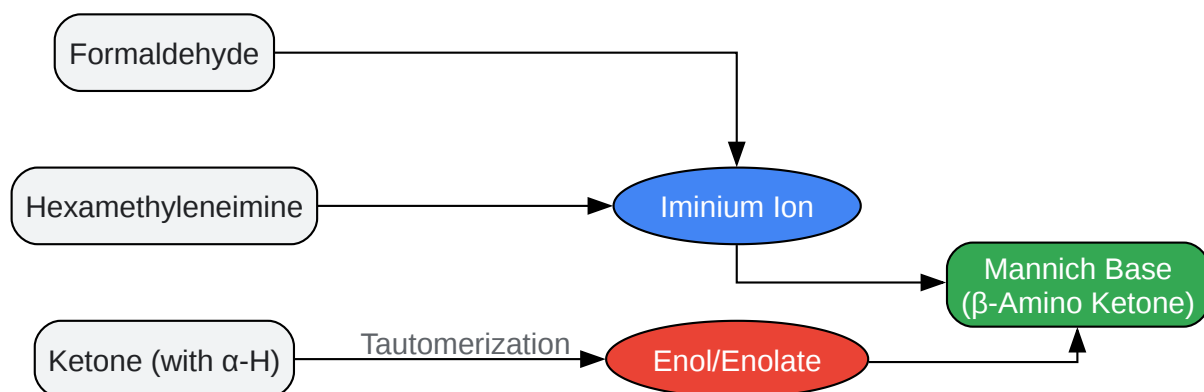 Formaldehyde
Hexamethyleneimine
Iminium Ion
Mannich Base
(β-Amino Ketone)
Ketone (with α-H)
Tautomerization
Enol/Enolate